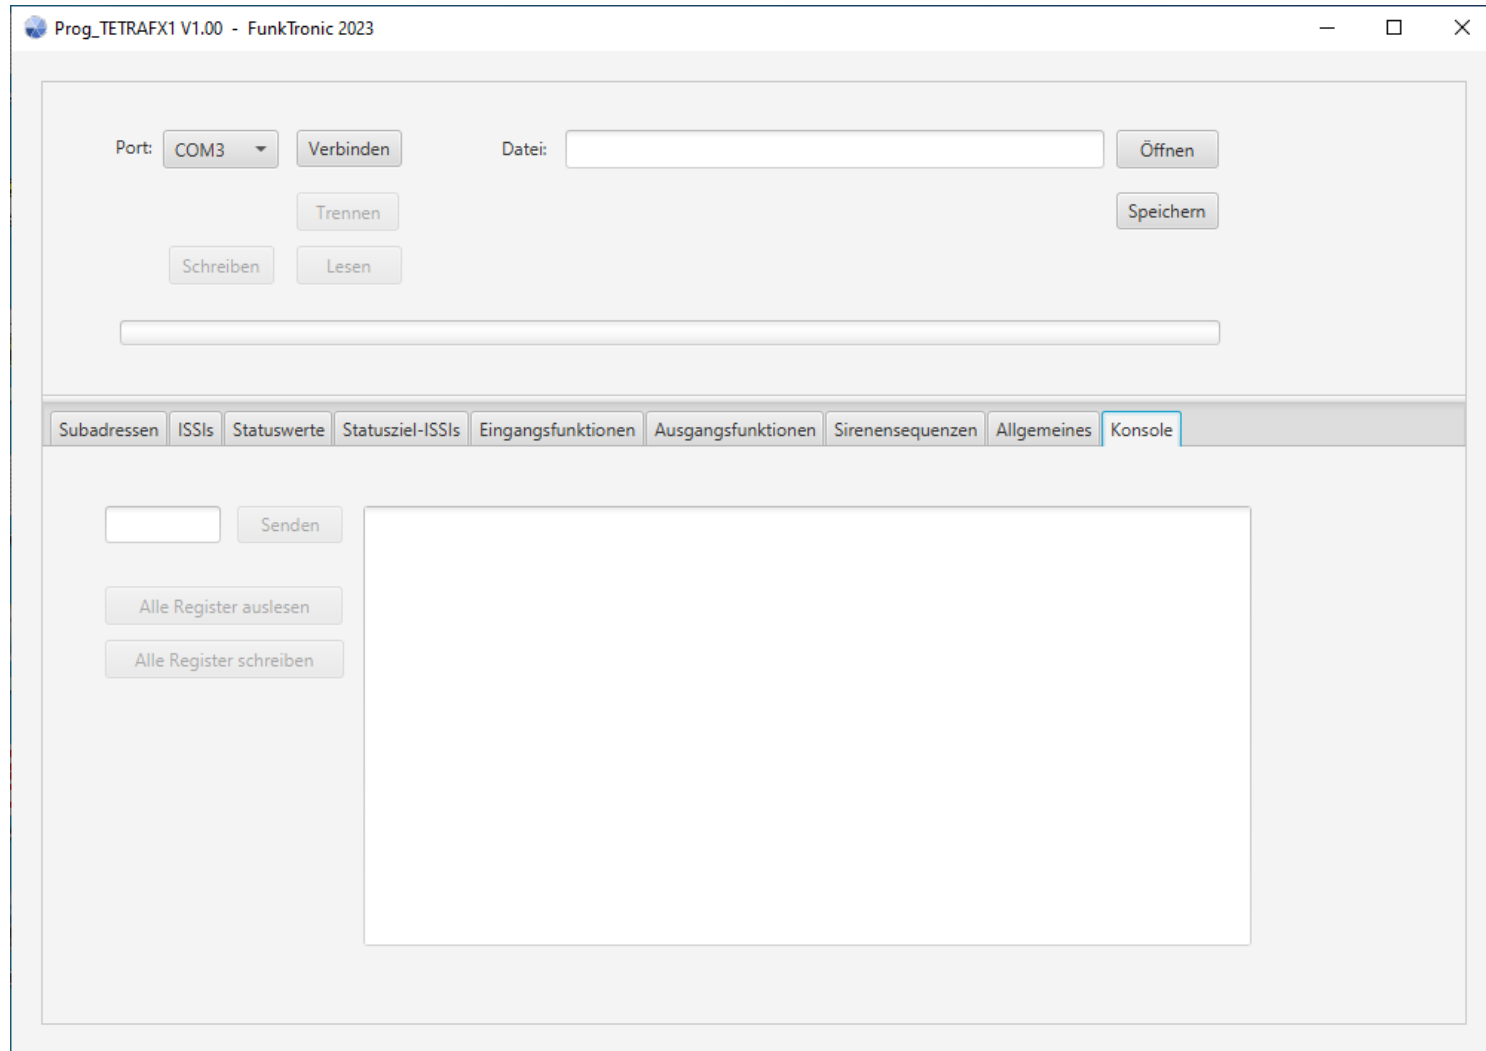 Prog_TETRAFX1 V1.00 - FunkTronic 2023
Port: COM3 Verbinden Datei: Öffnen
Trennen Speichern
Schreiben Lesen
Subadressen ISSIs Statuswerte Statusziel-ISSIs Eingangsfunktionen Ausgangsfunktionen Sirenensequenzen Allgemeines Konsole
Senden
Alle Register auslesen
Alle Register schreiben